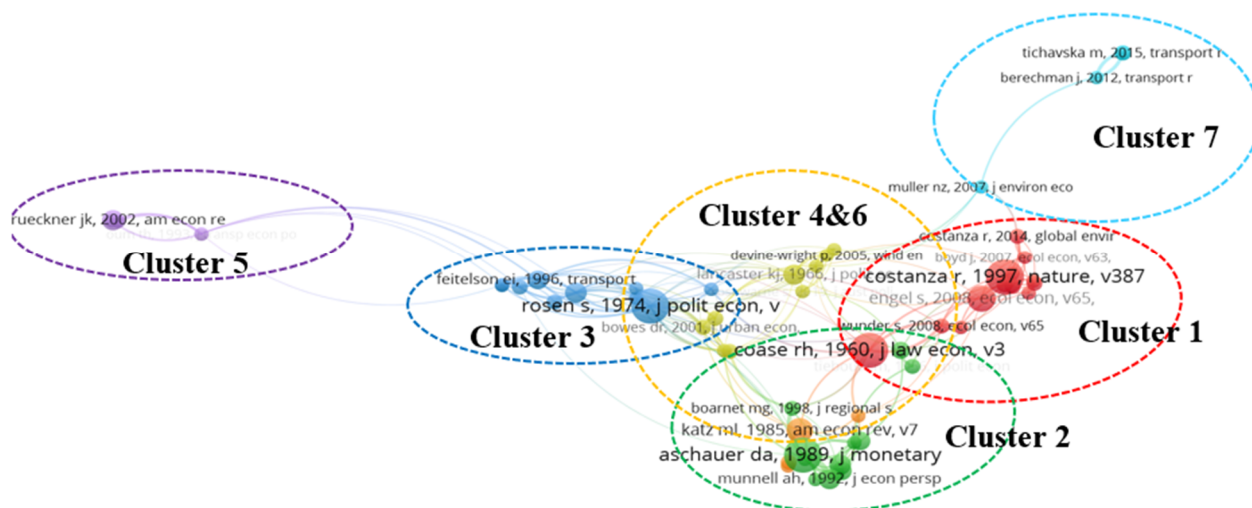 tichavska m, 2015, transport r
berechman j, 2012, transport r
Cluster 7
muller nz, 2007, j environ eco
rueckner jk, 2002, am econ re
Cluster 5
Cluster 4&6
devine-wright p, 2005, wind en
lancaster kj, 1966, j polit
costanza r, 2014, global envir
boyd j, 2007, ecol econ, v63,
costanza r, 1997, nature, v387
engel s, 2008, ecol econ, v65,
wunder s, 2008, ecol econ, v65
Cluster 1
feitelson ei, 1996, transport
rosen s, 1974, j polit econ, v
bowes dr, 2001, j urban econ
Cluster 3
coase rh, 1960, j law econ, v3
boarnet mg, 1998, j regional s
katz ml, 1985, am econ rev, v7
Cluster 2
aschauer da, 1989, j monetary
munnell ah, 1992, j econ persp